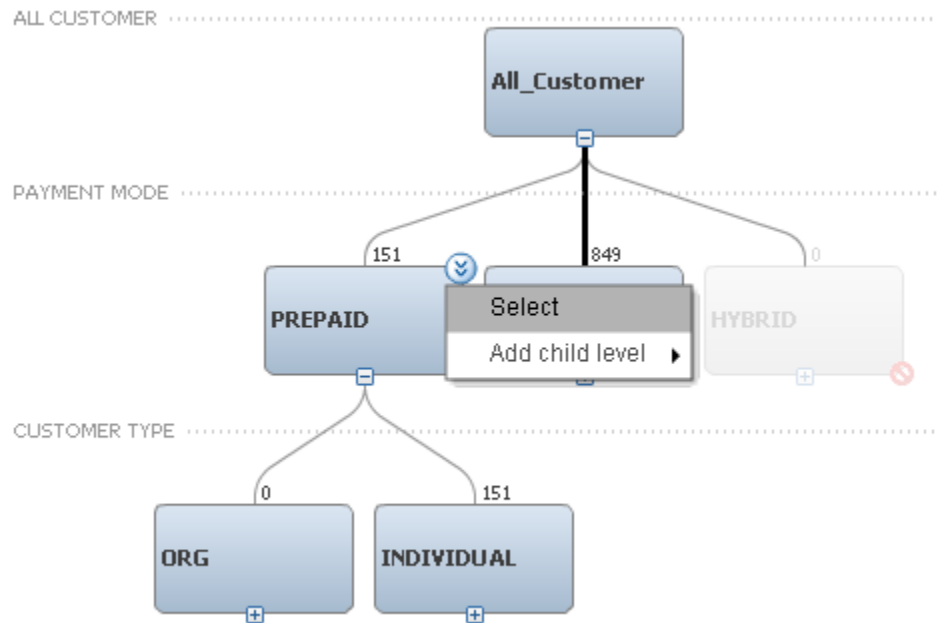 ALL CUSTOMER
All_Customer
PAYMENT MODE
151
849
0
PREPAID
Select
Add child level
HYBRID
CUSTOMER TYPE
0
151
ORG
INDIVIDUAL